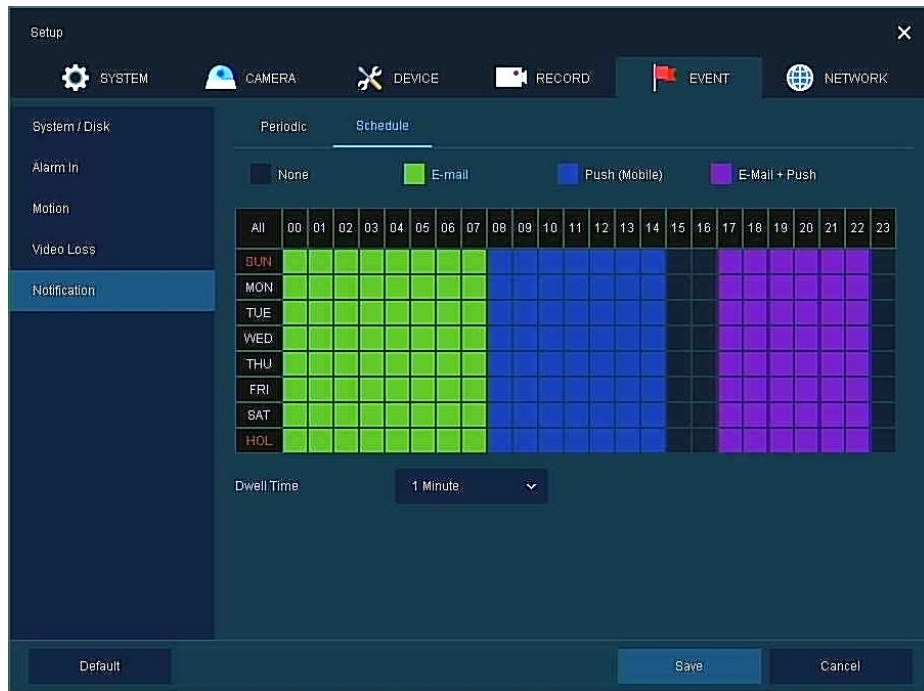 Setup
SYSTEM CAMERA DEVICE RECORD EVENT NETWORK
System / Disk
Alarm In
Motion
Video Loss
Notification
Periodic Schedule
None E-mail Push (Mobile) E-Mail + Push
All 00 01 02 03 04 05 06 07 08 09 10 11 12 13 14 15 16 17 18 19 20 21 22 23
SUN
MON
TUE
WED
THU
FRI
SAT
HOL
Dwell Time 1 Minute
Default Save Cancel